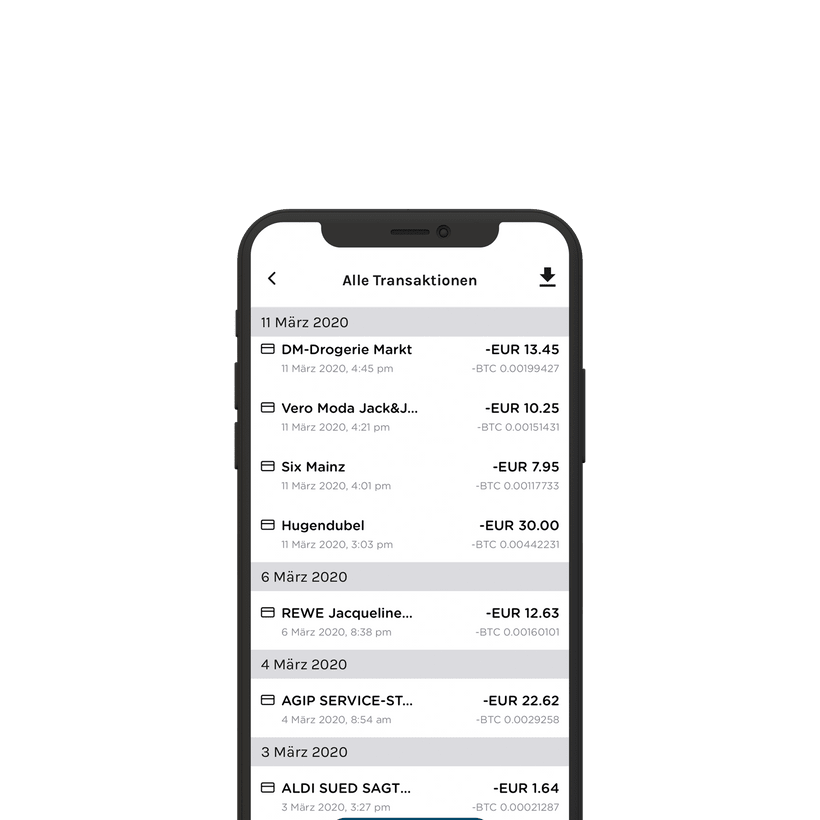 Alle Transaktionen
11 März 2020
DM-Drogerie Markt -EUR 13.45
11 März 2020, 4:45 pm -BTC 0.00199427
Vero Moda Jack&J... -EUR 10.25
11 März 2020, 4:21 pm -BTC 0.00151431
Six Mainz -EUR 7.95
11 März 2020, 4:01 pm -BTC 0.00117733
Hugendubel -EUR 30.00
11 März 2020, 3:03 pm -BTC 0.00442231
6 März 2020
REWE Jacqueline... -EUR 12.63
6 März 2020, 8:38 pm -BTC 0.00160101
4 März 2020
AGIP SERVICE-ST... -EUR 22.62
4 März 2020, 8:54 am -BTC 0.0029258
3 März 2020
ALDI SUED SAGT... -EUR 1.64
3 März 2020, 3:27 pm -BTC 0.00021287